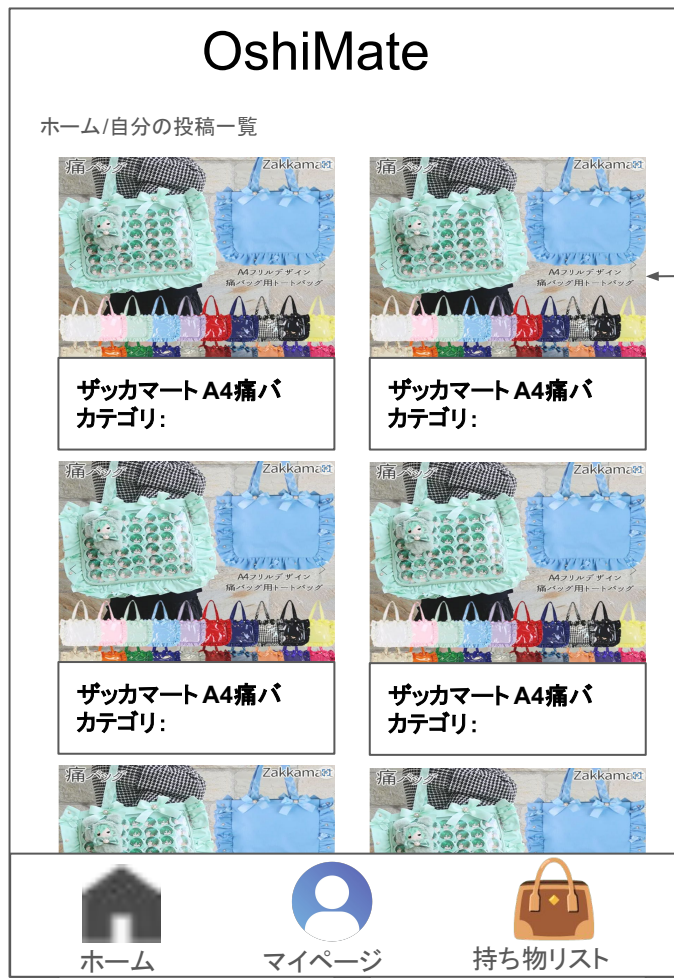 OshiMate
ホーム/自分の投稿一覧
痛バッグ
Zakkama
A4フリルデザイン
痛バッグ用トートバッグ
痛バッグ
Zakkama
A4フリルデザイン
痛バッグ用トートバッグ
ザッカマート A4痛バ
カテゴリ:
ザッカマート A4痛バ
カテゴリ:
痛バッグ
Zakkama
A4フリルデザイン
痛バッグ用トートバッグ
痛バッグ
Zakkama
A4フリルデザイン
痛バッグ用トートバッグ
ザッカマート A4痛バ
カテゴリ:
ザッカマート A4痛バ
カテゴリ:
痛バッグ
Zakkama
痛バッグ
Zakkama
ホーム
マイページ
持ち物リスト